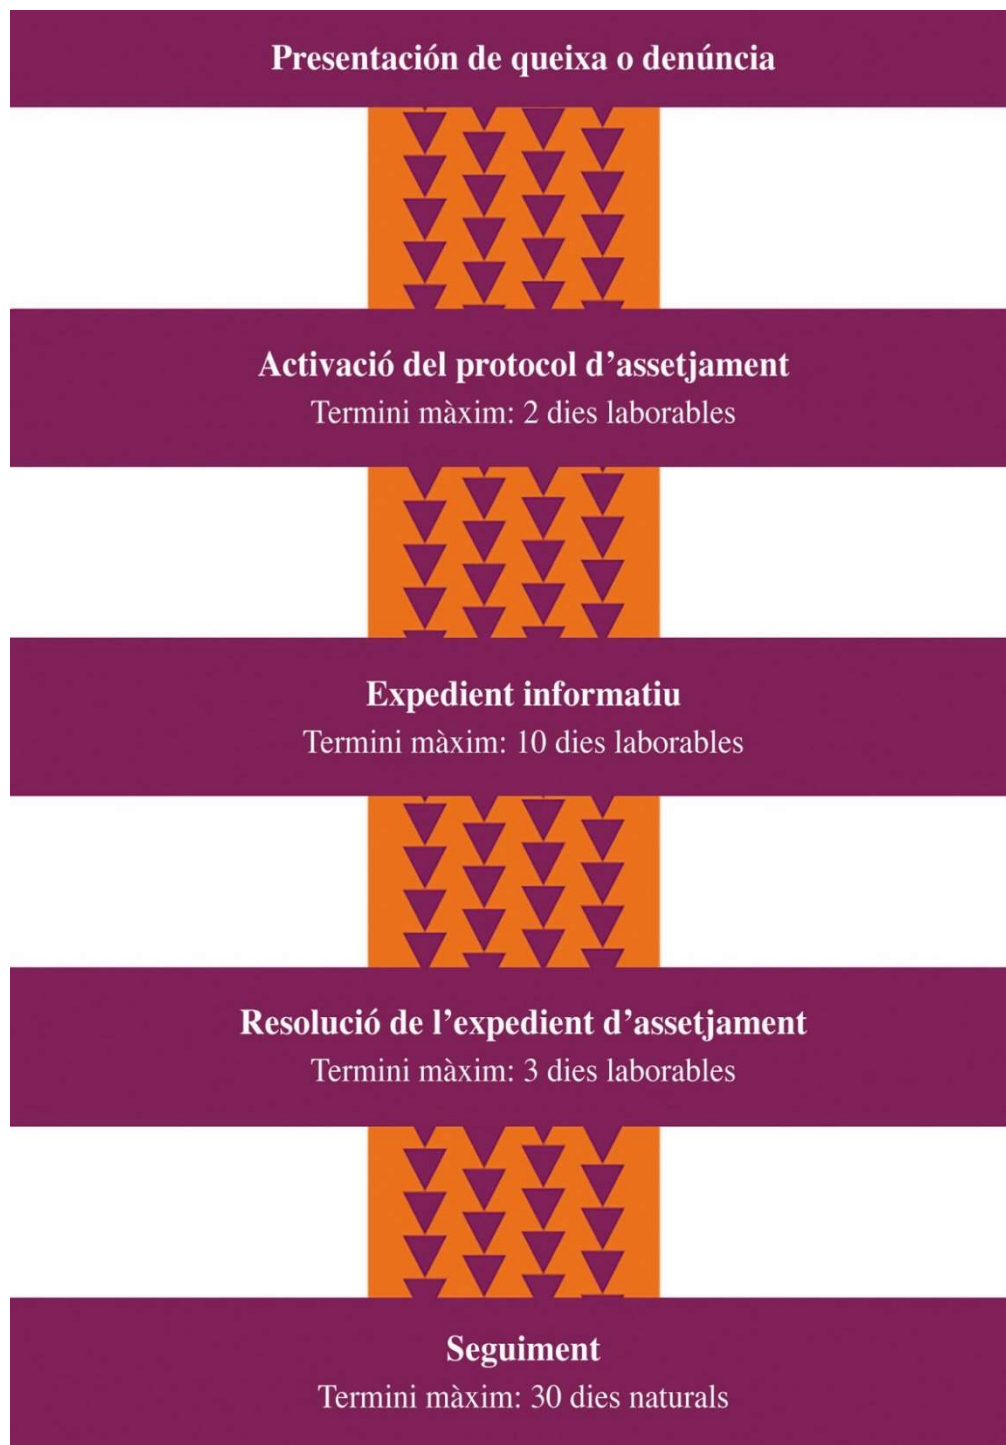 Presentación de queixa o denúncia
Activació del protocol d’assetjament
Termini màxim: 2 dies laborables
Expedient informatiu
Termini màxim: 10 dies laborables
Resolució de l’expedient d’assetjament
Termini màxim: 3 dies laborables
Seguiment
Termini màxim: 30 dies naturals